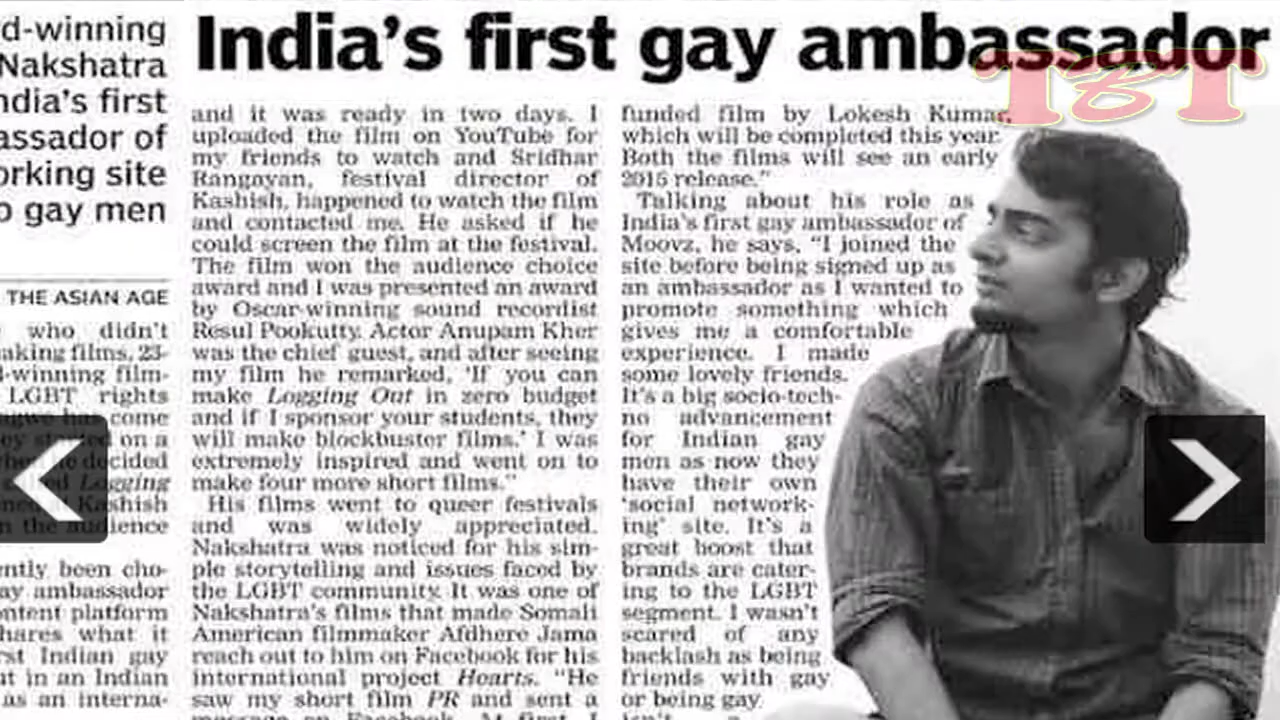 India's first gay ambassador
T&T
d-winning
Nakshatra
ndia's first
assador of
orking site
o gay men
THE ASIAN AGE
who didn't
aking films, 23-
-winning film-
LGBT rights
has come
on a
decided
Logging
Kashish
the audience
ently been cho-
ay ambassador
ontent platform
hares what it
rst Indian gay
ut in an Indian
as an interna-
and it was ready in two days. I
uploaded the film on YouTube for
my friends to watch and Sridhar
Rangayan, festival director of
Kashish, happened to watch the film
and contacted me. He asked if he
could screen the film at the festival.
The film won the audience choice
award and I was presented an award
by Oscar-winning sound recordist
Resul Pookutty. Actor Anupam Kher
was the chief guest, and after seeing
my film he remarked, 'If you can
make Logging Out in zero budget
and if I sponsor your students, they
will make blockbuster films.' I was
extremely inspired and went on to
make four more short films."
His films went to queer festivals
and was widely appreciated.
Nakshatra was noticed for his sim-
ple storytelling and issues faced by
the LGBT community. It was one of
Nakshatra's films that made Somali
American filmmaker Afdhere Jama
reach out to him on Facebook for his
international project Hearts. "He
saw my short film PR and sent a
message on Facebook. At first I
funded film by Lokesh Kumar,
which will be completed this year.
Both the films will see an early
2015 release."
Talking about his role as
India's first gay ambassador of
Moovz, he says, "I joined the
site before being signed up as
an ambassador as I wanted to
promote something which
gives me a comfortable
experience. I made
some lovely friends.
It's a big socio-tech-
no advancement
for Indian gay
men as now they
have their own
'social network-
ing' site. It's a
great boost that
brands are cater-
ing to the LGBT
segment. I wasn't
scared of any
backlash as being
friends with gay
or being gay
isn't a